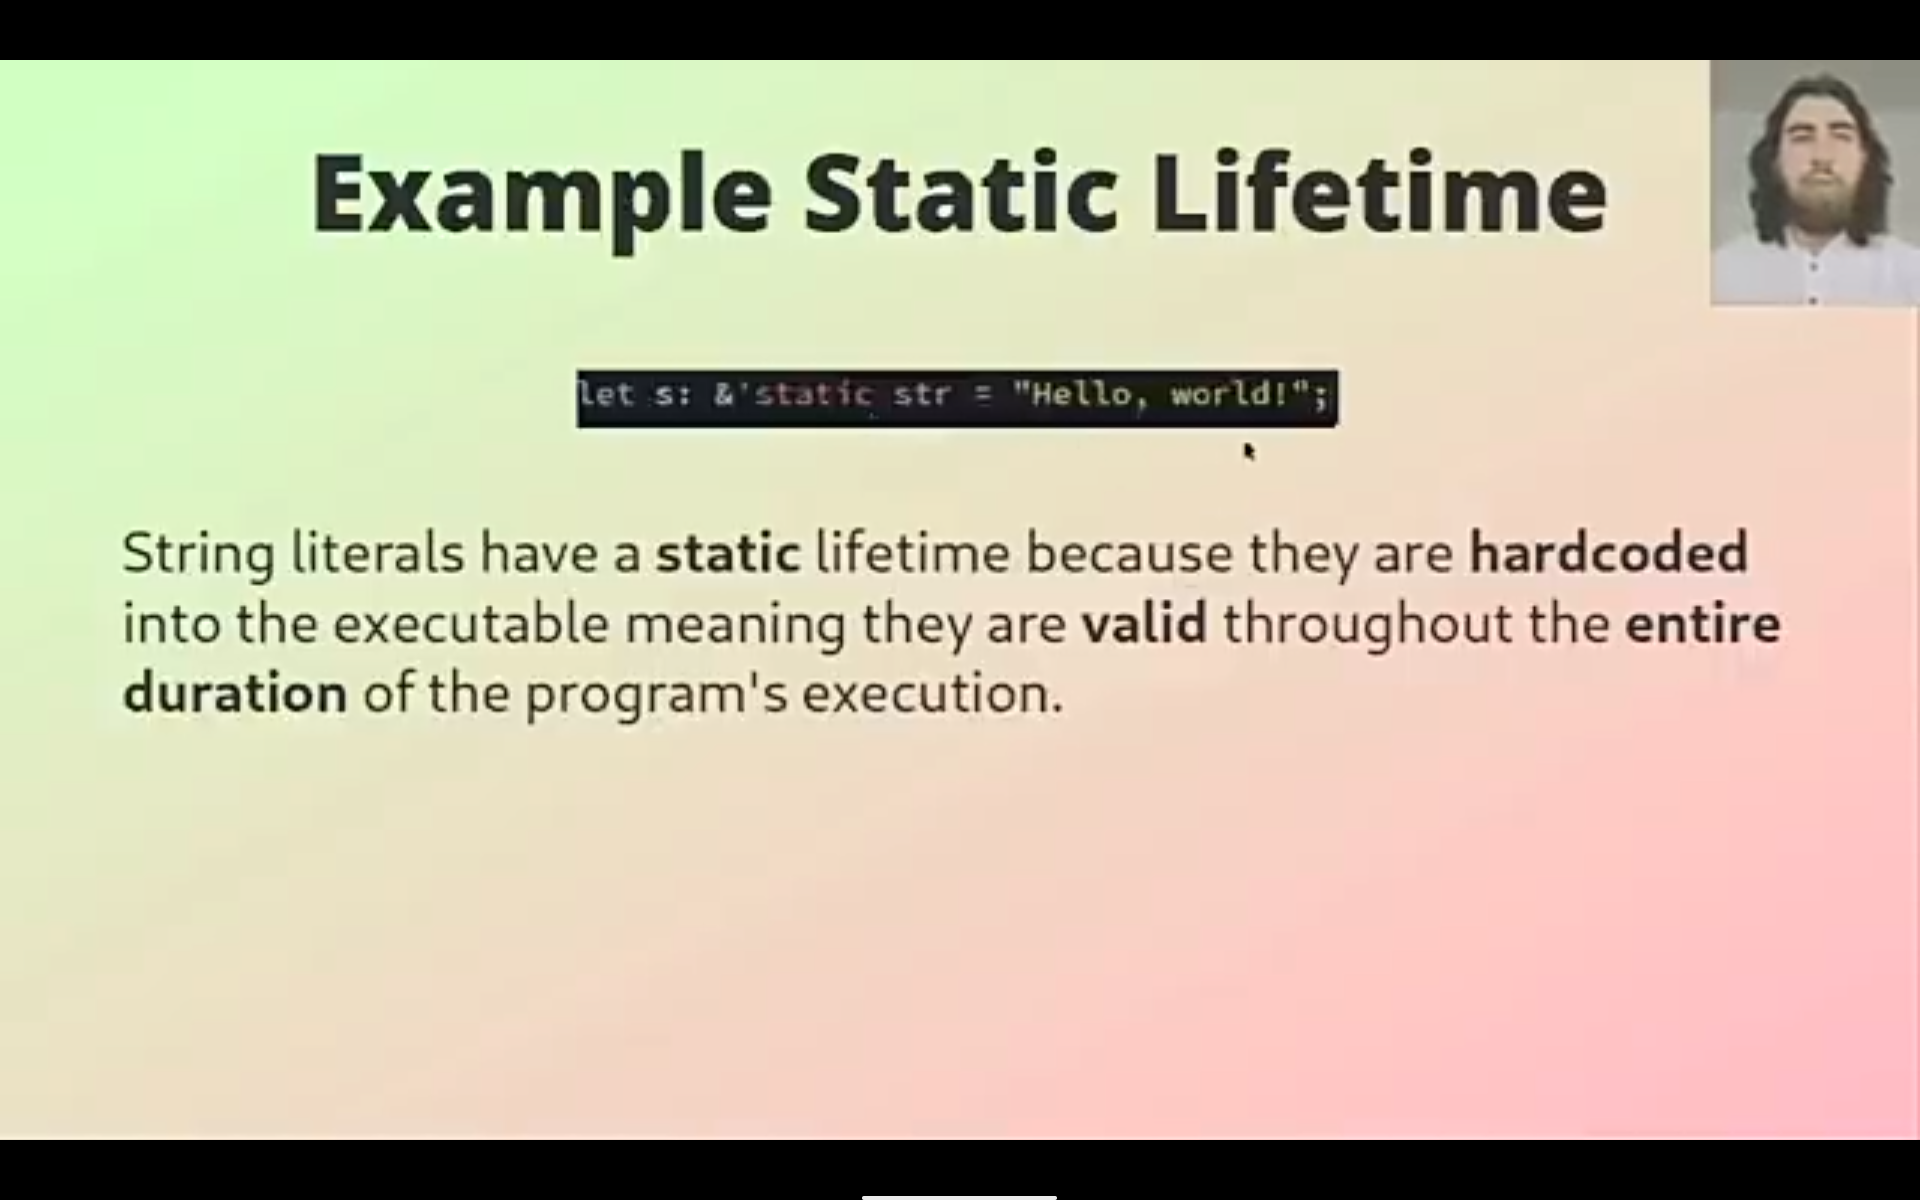 Example Static Lifetime
let s: &'static str = "Hello, world!";
String literals have a static lifetime because they are hardcoded
into the executable meaning they are valid throughout the entire
duration of the program's execution.